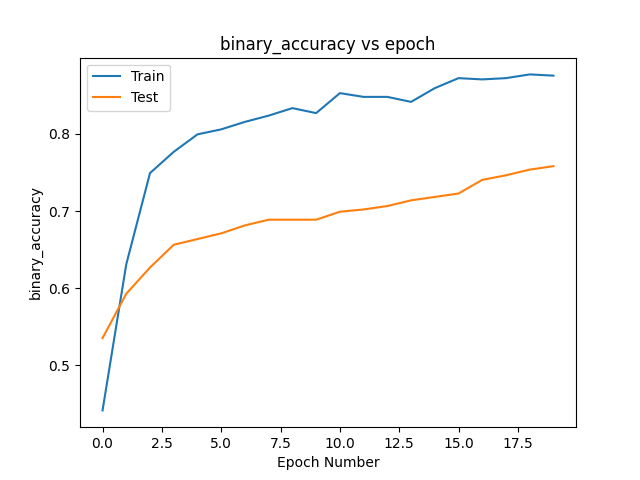 binary_accuracy vs epoch
Train
Test
0.8
0.7
0.6
0.5
binary_accuracy
0.0 2.5 5.0 7.5 10.0 12.5 15.0 17.5
Epoch Number